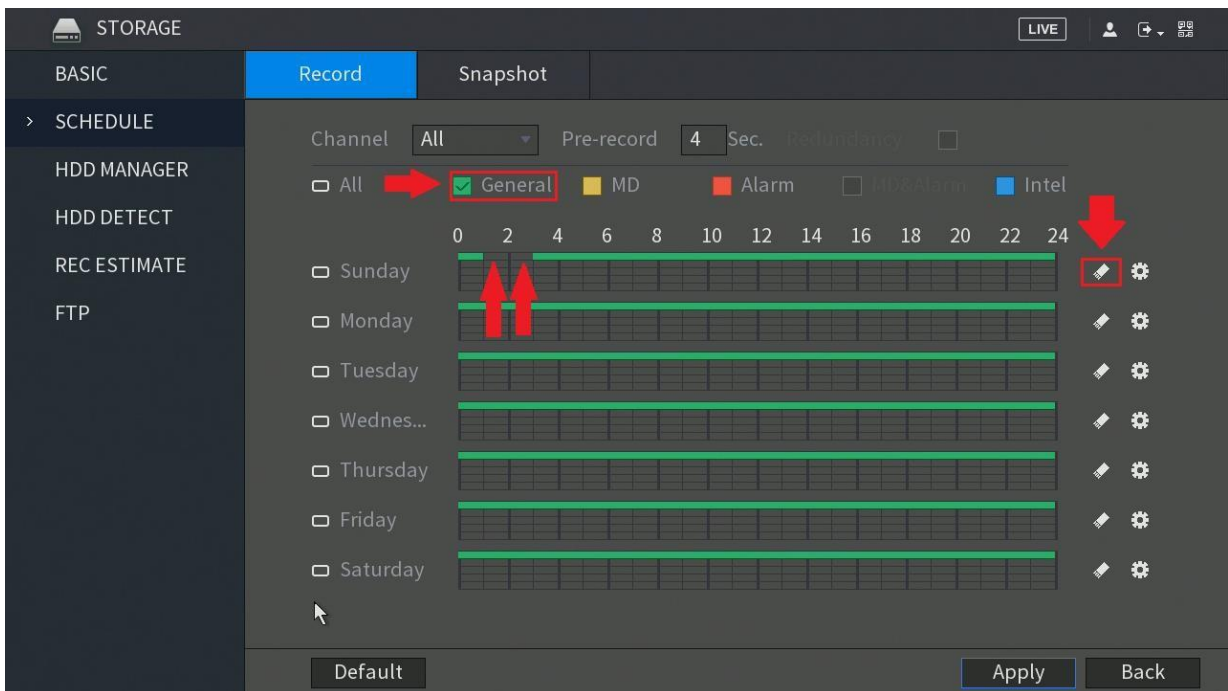 STORAGE LIVE
BASIC
SCHEDULE
HDD MANAGER
HDD DETECT
REC ESTIMATE
FTP
Record Snapshot
Channel All Pre-record 4 Sec. Redundancy
All General MD Alarm MD&Alarm Intel
0 2 4 6 8 10 12 14 16 18 20 22 24
Sunday
Monday
Tuesday
Wednes...
Thursday
Friday
Saturday
Default Apply Back